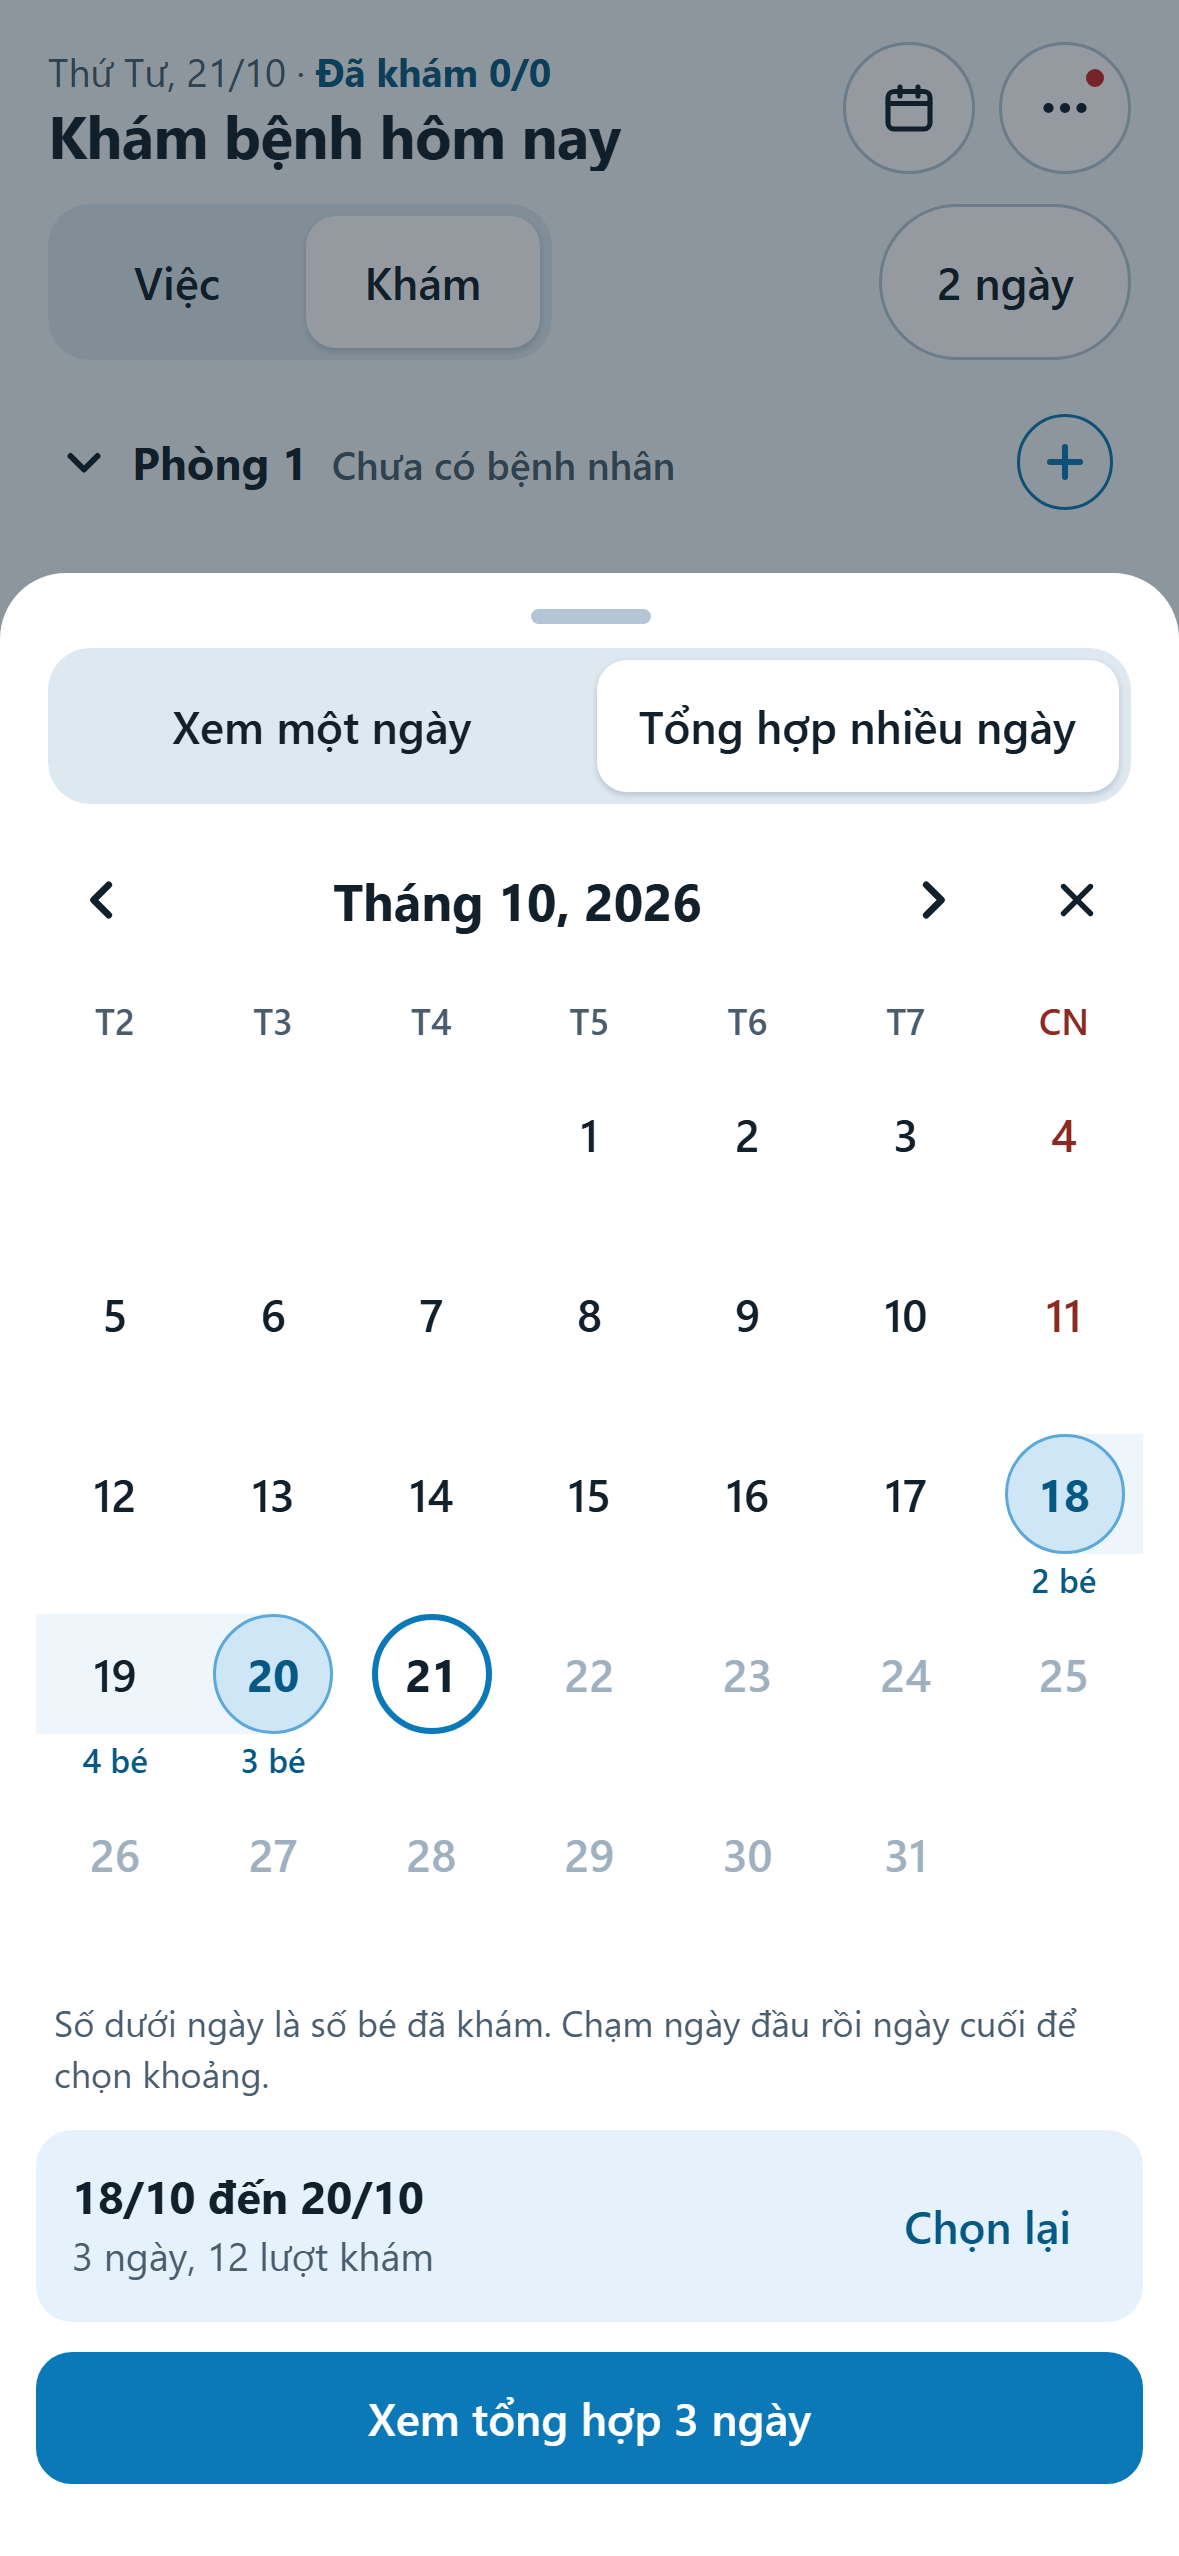 Thứ Tư, 21/10 · Đã khám 0/0
Khám bệnh hôm nay
Việc
Khám
2 ngày
Phòng 1 Chưa có bệnh nhân
Xem một ngày
Tổng hợp nhiều ngày
Tháng 10, 2026
T2 T3 T4 T5 T6 T7 CN
1 2 3 4
5 6 7 8 9 10 11
12 13 14 15 16 17 18
2 bé
19 20 21 22 23 24 25
4 bé 3 bé
26 27 28 29 30 31
Số dưới ngày là số bé đã khám. Chạm ngày đầu rồi ngày cuối để
chọn khoảng.
18/10 đến 20/10
3 ngày, 12 lượt khám
Chọn lại
Xem tổng hợp 3 ngày